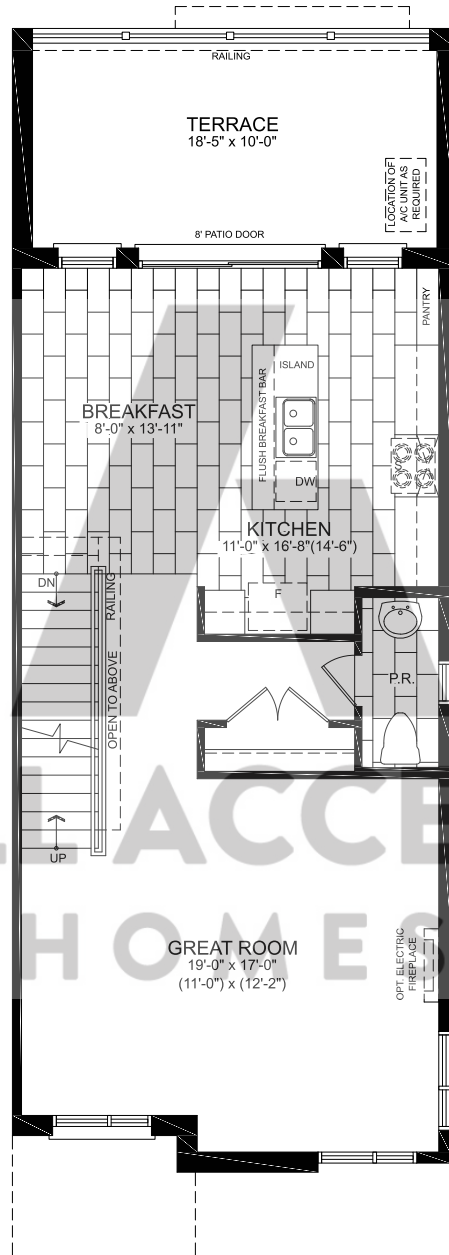 RAILING
TERRACE
18'-5" x 10'-0"
LOCATION OF
A/C UNIT AS
REQUIRED
8' PATIO DOOR
PANTRY
ISLAND
FLUSH BREAKFAST BAR
BREAKFAST
8'-0" x 13'-11"
DW
KITCHEN
11'-0" x 16'-8"(14'-6")
DN
RAILING
F
OPEN TO ABOVE
P.R.
UP
LL ACCE
HOMES
GREAT ROOM
19'-0" x 17'-0"
(11'-0") x (12'-2")
OPT. ELECTRIC
FIREPLACE